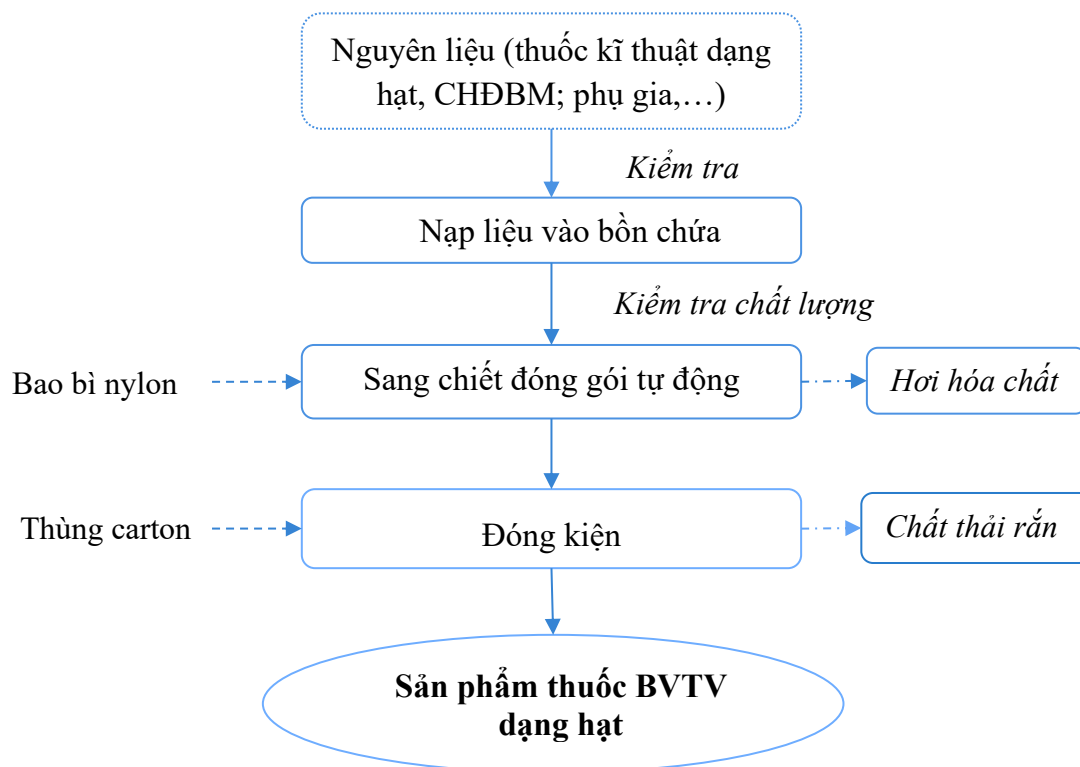 Nguyên liệu (thuốc kĩ thuật dạng
hạt, CHĐBM; phụ gia,…)
Kiểm tra
Nạp liệu vào bồn chứa
Kiểm tra chất lượng
Bao bì nylon
Sang chiết đóng gói tự động
Hơi hóa chất
Thùng carton
Đóng kiện
Chất thải rắn
Sản phẩm thuốc BVTV
dạng hạt